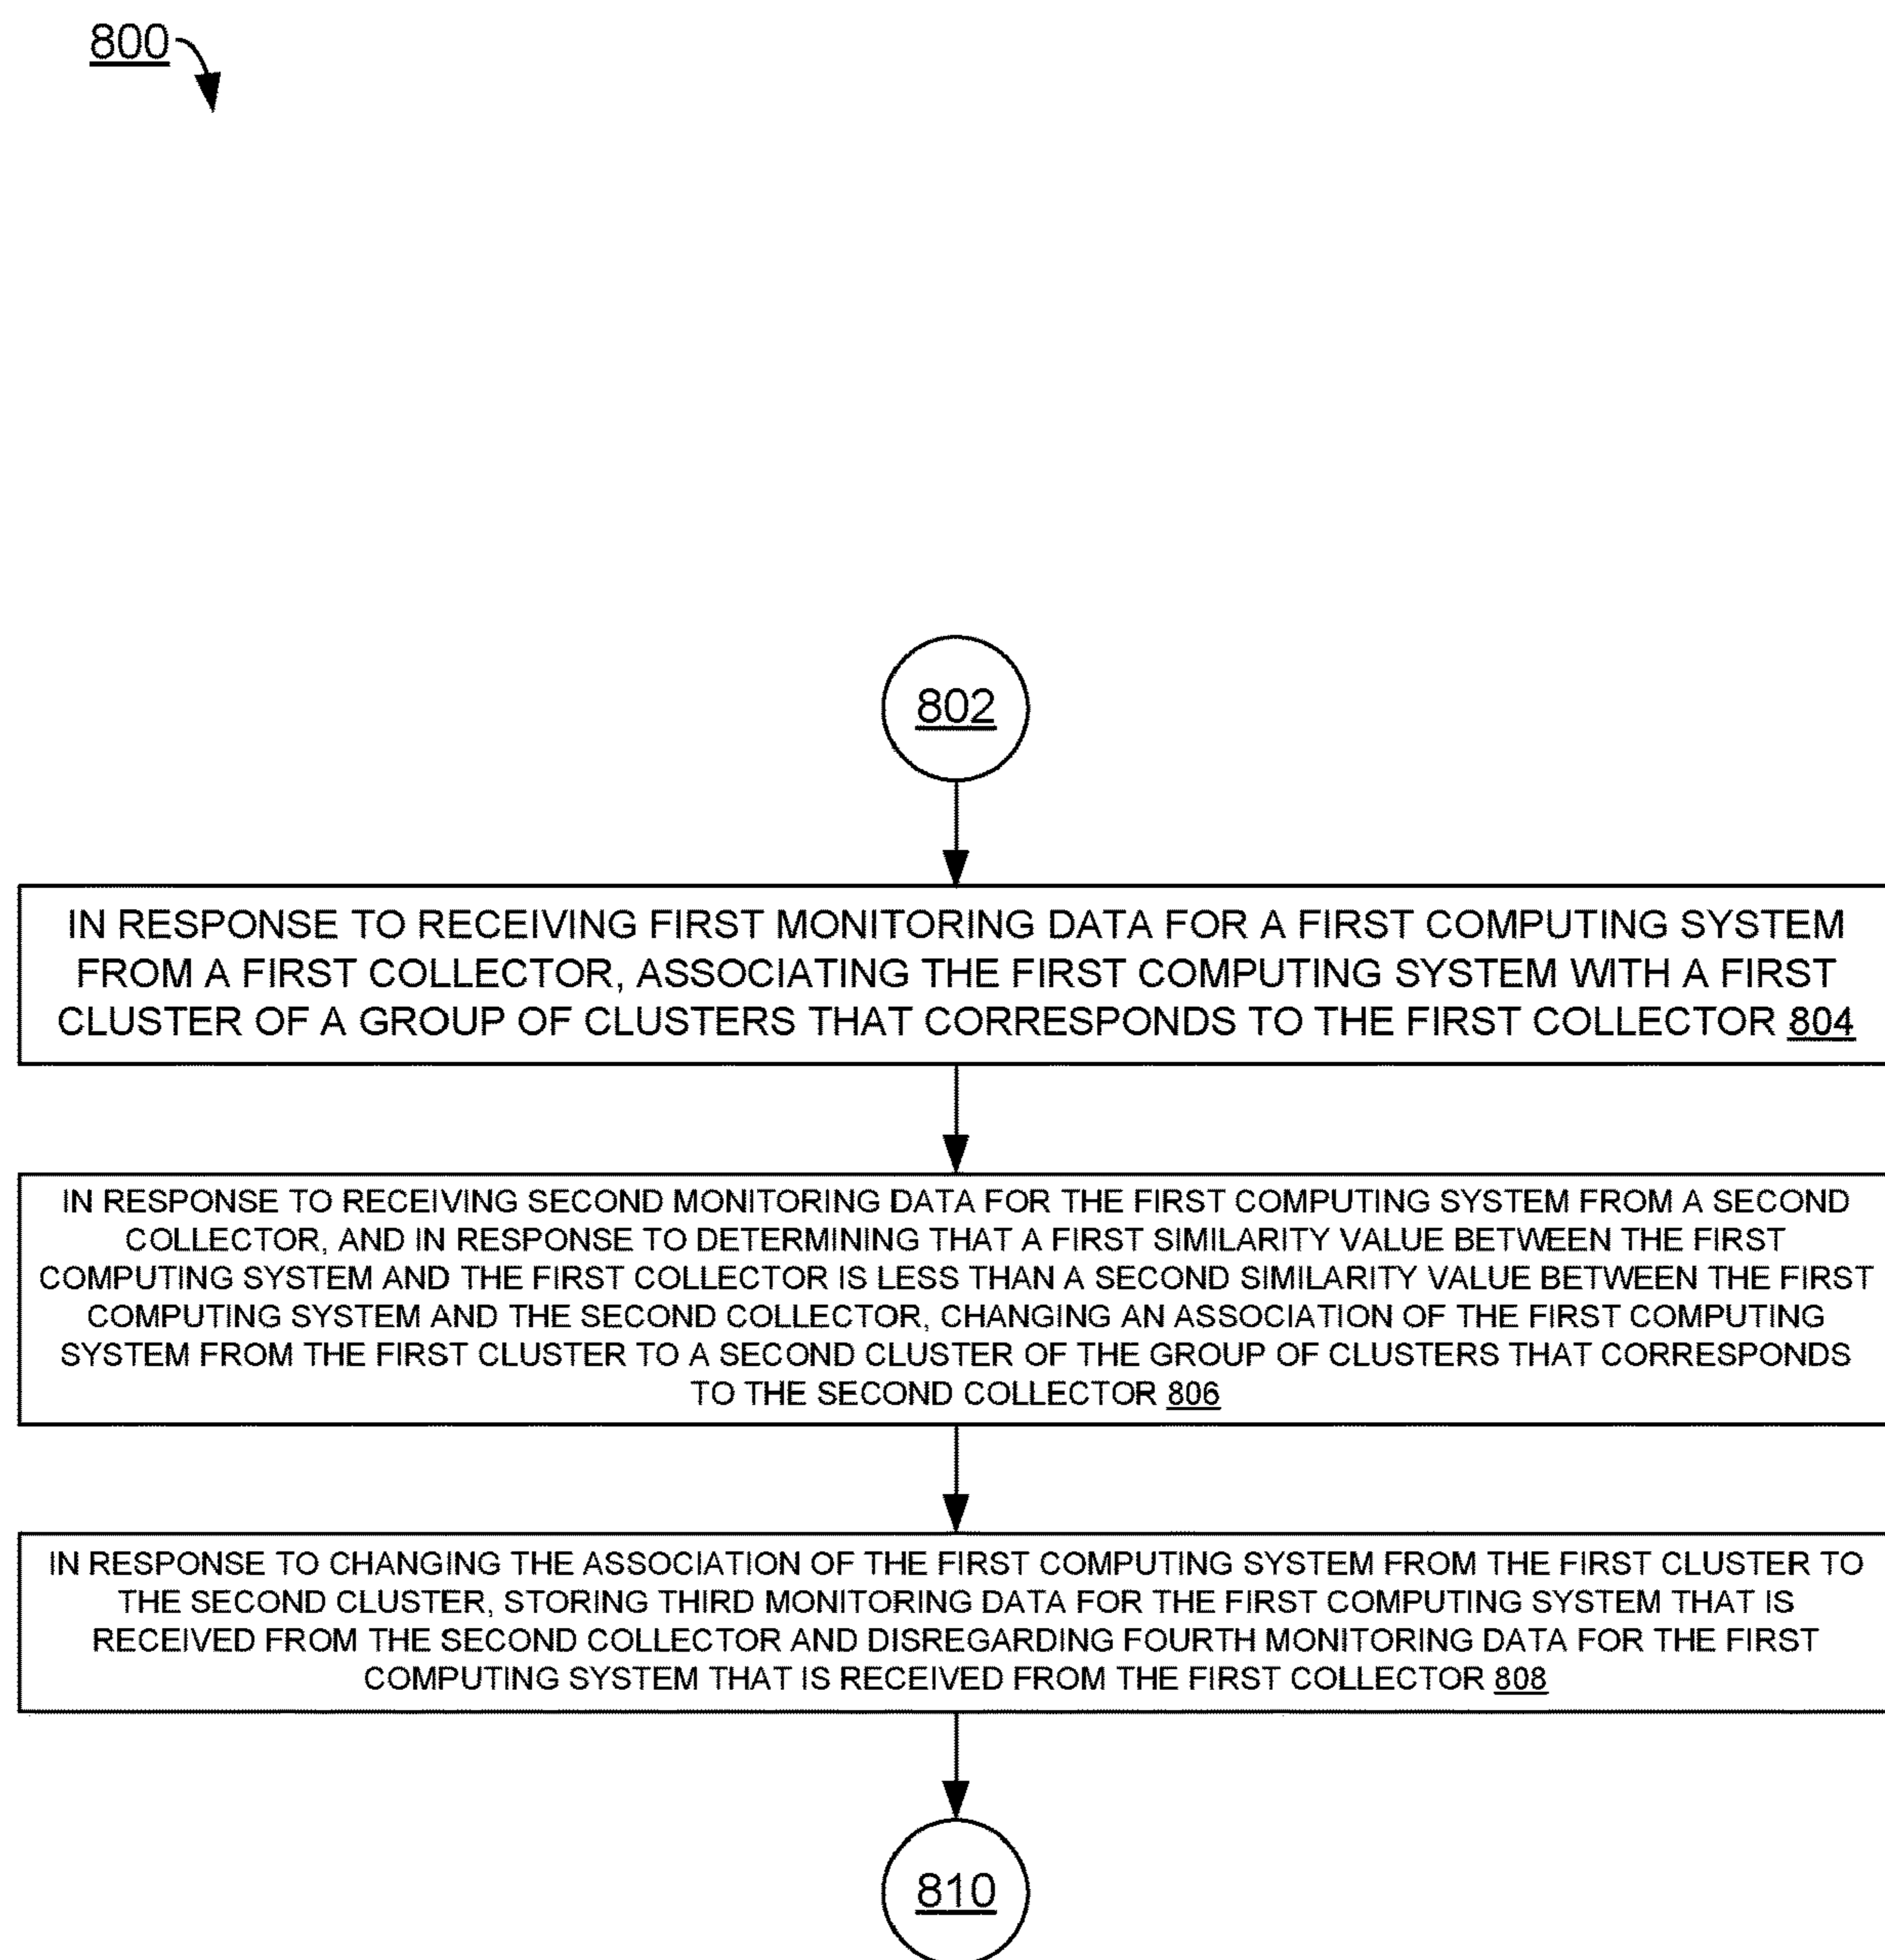 800
802
IN RESPONSE TO RECEIVING FIRST MONITORING DATA FOR A FIRST COMPUTING SYSTEM
FROM A FIRST COLLECTOR, ASSOCIATING THE FIRST COMPUTING SYSTEM WITH A FIRST
CLUSTER OF A GROUP OF CLUSTERS THAT CORRESPONDS TO THE FIRST COLLECTOR 804
IN RESPONSE TO RECEIVING SECOND MONITORING DATA FOR THE FIRST COMPUTING SYSTEM FROM A SECOND
COLLECTOR, AND IN RESPONSE TO DETERMINING THAT A FIRST SIMILARITY VALUE BETWEEN THE FIRST
COMPUTING SYSTEM AND THE FIRST COLLECTOR IS LESS THAN A SECOND SIMILARITY VALUE BETWEEN THE FIRST
COMPUTING SYSTEM AND THE SECOND COLLECTOR, CHANGING AN ASSOCIATION OF THE FIRST COMPUTING
SYSTEM FROM THE FIRST CLUSTER TO A SECOND CLUSTER OF THE GROUP OF CLUSTERS THAT CORRESPONDS
TO THE SECOND COLLECTOR 806
IN RESPONSE TO CHANGING THE ASSOCIATION OF THE FIRST COMPUTING SYSTEM FROM THE FIRST CLUSTER TO
THE SECOND CLUSTER, STORING THIRD MONITORING DATA FOR THE FIRST COMPUTING SYSTEM THAT IS
RECEIVED FROM THE SECOND COLLECTOR AND DISREGARDING FOURTH MONITORING DATA FOR THE FIRST
COMPUTING SYSTEM THAT IS RECEIVED FROM THE FIRST COLLECTOR 808
810